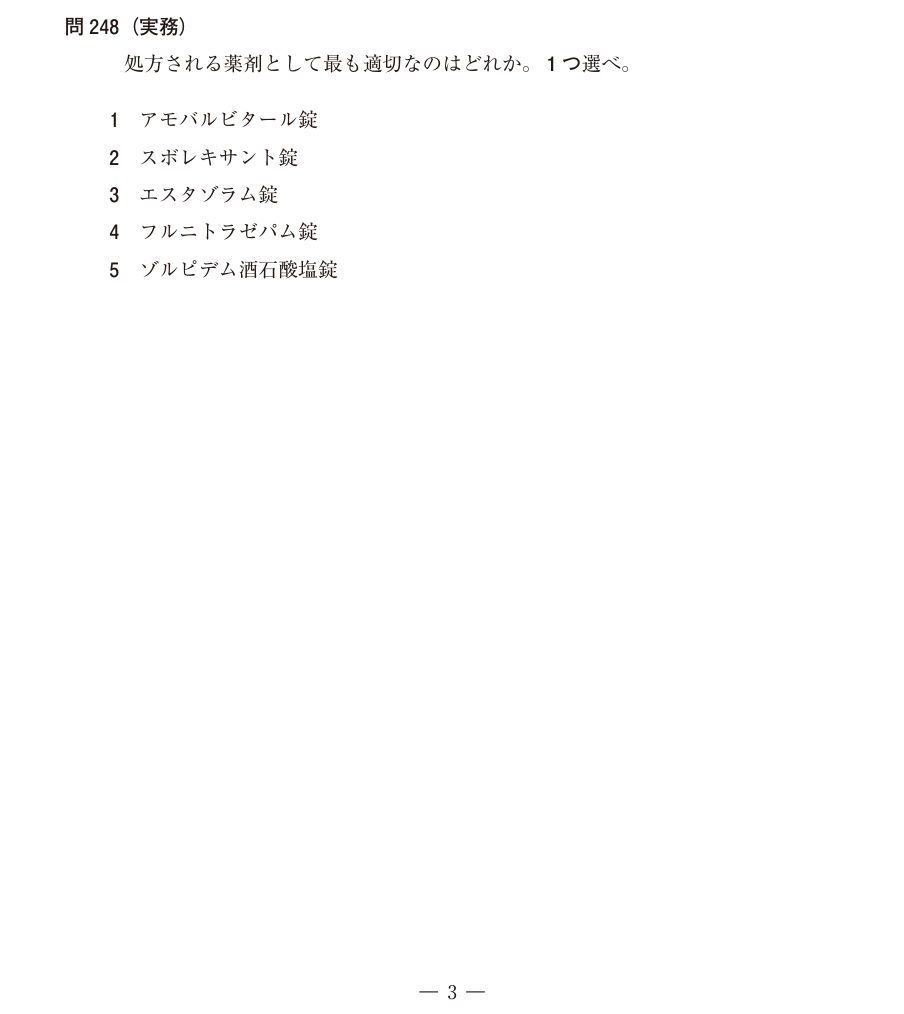 問 248（実務）
処方される薬剤として最も適切なのはどれか。1 つ選べ。
1 アモバルビタール錠
2 スボレキサント錠
3 エスタゾラム錠
4 フルニトラゼパム錠
5 ゾルピデム酒石酸塩錠
― 3 ―